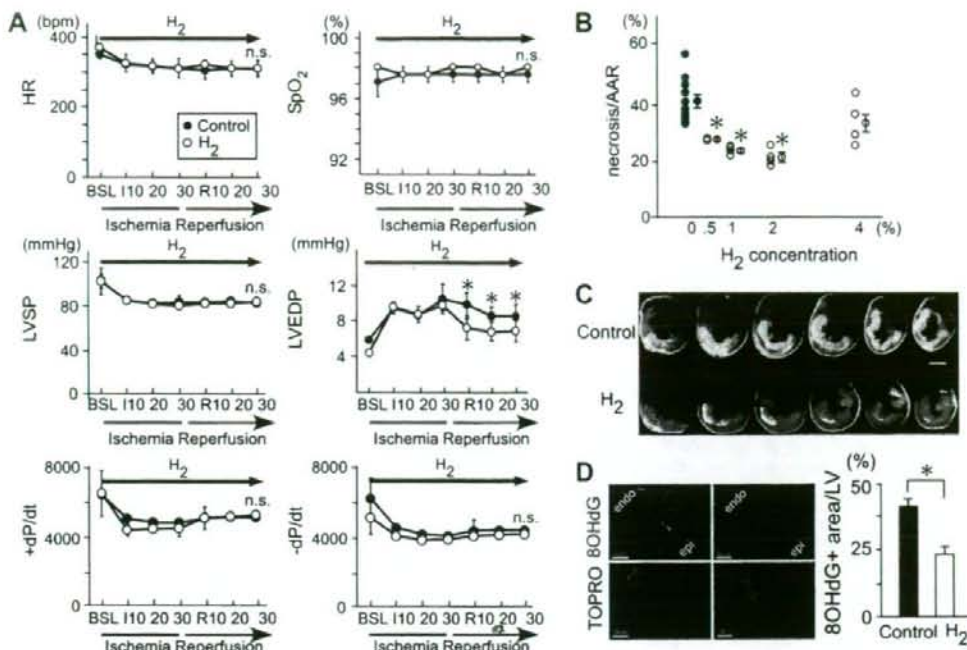 A
(bpm)
H2
400
n.s.
HR
200
Control
H2
0
BSL I10 20 30 R10 20 30
Ischemia Reperfusion
(%)
H2
100
n.s.
SpO2
98
96
94
92
BSL I10 20 30 R10 20 30
Ischemia Reperfusion
(mmHg)
H2
120
n.s.
LVSP
80
40
0
BSL I10 20 30 R10 20 30
Ischemia Reperfusion
(mmHg)
H2
12
* * *
LVEDP
8
4
BSL I10 20 30 R10 20 30
Ischemia Reperfusion
8000
H2
n.s.
+dP/dt
4000
0
BSL I10 20 30 R10 20 30
Ischemia Reperfusion
8000
H2
n.s.
-dP/dt
4000
0
BSL I10 20 30 R10 20 30
Ischemia Reperfusion
B
(%)
60
necrosis/AAR
40
* * *
20
0
0 .5 1 2 4 (%)
H2 concentration
C
Control
H2
D
TOPRO 8OHdG
endo
epi
endo
epi
(%)
50
*
8OHdG+ area/LV
25
0
Control H2